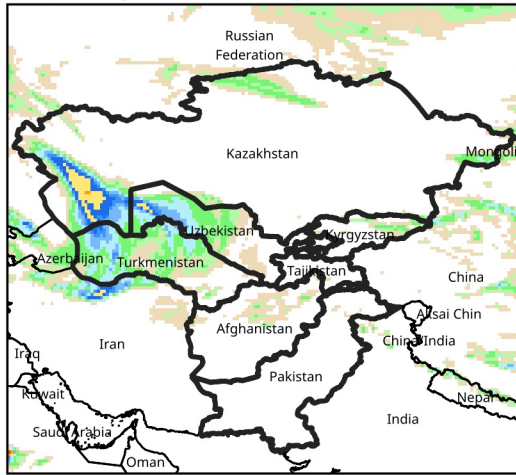 Russian
Federation
Kazakhstan
Mongoli
Uzbekistan
Kyrgyzstan
Azerbaijan
Turkmenistan
Tajikistan
China
Afghanistan
Aksai Chin
China/India
Iran
Iraq
Pakistan
Kuwait
Nepal
India
Saudi Arabia
Oman